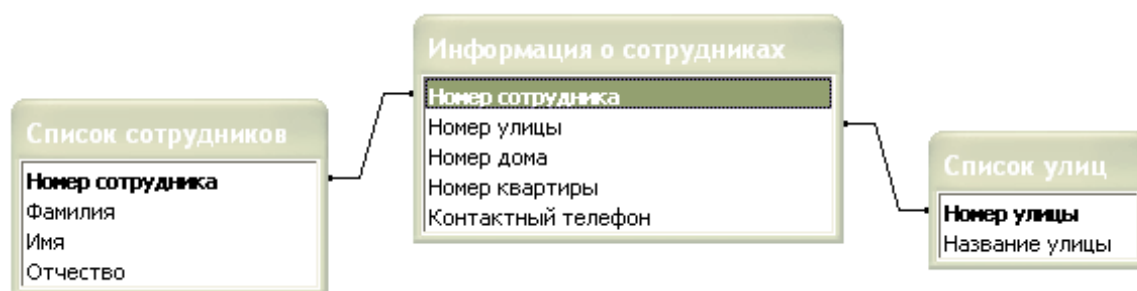 Список сотрудников
Номер сотрудника
Фамилия
Имя
Отчество
Информация о сотрудниках
Номер сотрудника
Номер улицы
Номер дома
Номер квартиры
Контактный телефон
Список улиц
Номер улицы
Название улицы